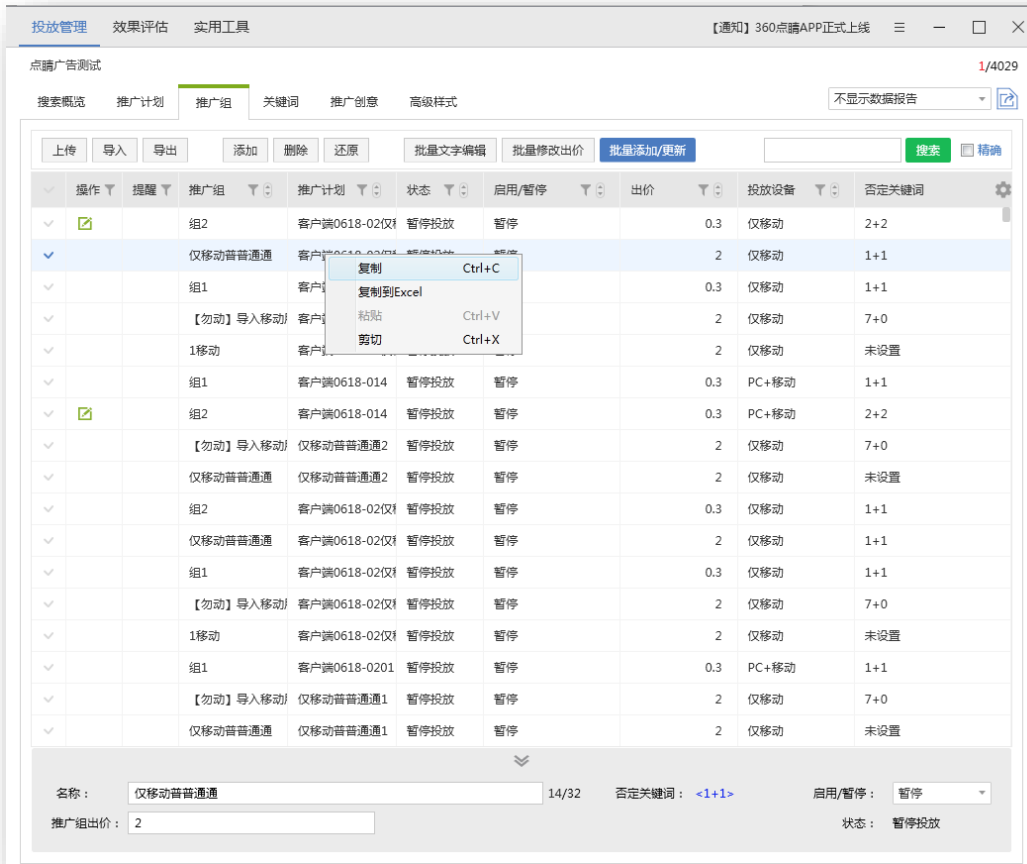 投放管理 效果评估 实用工具 【通知】360点睛APP正式上线
点睛广告测试 1/4029
搜索概览 推广计划 推广组 关键词 推广创意 高级样式 不显示数据报告
上传 导入 导出 添加 删除 还原 批量文字编辑 批量修改出价 批量添加/更新 搜索 精确
操作 提醒 推广组 推广计划 状态 启用/暂停 出价 投放设备 否定关键词
组2 客户端0618-02仅 暂停投放 暂停 0.3 仅移动 2+2
仅移动普普通通 2 仅移动 1+1
组1 客户 0.3 仅移动 1+1
【勿动】导入移动 客户 2 仅移动 7+0
1移动 客户 2 仅移动 未设置
复制 Ctrl+C
复制到Excel
粘贴 Ctrl+V
剪切 Ctrl+X
组1 客户端0618-014 暂停投放 暂停 0.3 PC+移动 1+1
组2 客户端0618-014 暂停投放 暂停 0.3 PC+移动 2+2
【勿动】导入移动 仅移动普普通通2 暂停投放 暂停 2 仅移动 7+0
仅移动普普通通 仅移动普普通通2 暂停投放 暂停 2 仅移动 未设置
组2 客户端0618-02仅 暂停投放 暂停 0.3 仅移动 1+1
仅移动普普通通 客户端0618-02仅 暂停投放 暂停 2 仅移动 1+1
组1 客户端0618-02仅 暂停投放 暂停 0.3 仅移动 1+1
【勿动】导入移动 客户端0618-02仅 暂停投放 暂停 2 仅移动 7+0
1移动 客户端0618-02仅 暂停投放 暂停 2 仅移动 未设置
组1 客户端0618-0201 暂停投放 暂停 0.3 PC+移动 1+1
【勿动】导入移动 仅移动普普通通1 暂停投放 暂停 2 仅移动 7+0
仅移动普普通通 仅移动普普通通1 暂停投放 暂停 2 仅移动 未设置
名称： 仅移动普普通通 14/32 否定关键词： <1+1> 启用/暂停： 暂停
推广组出价： 2 状态： 暂停投放